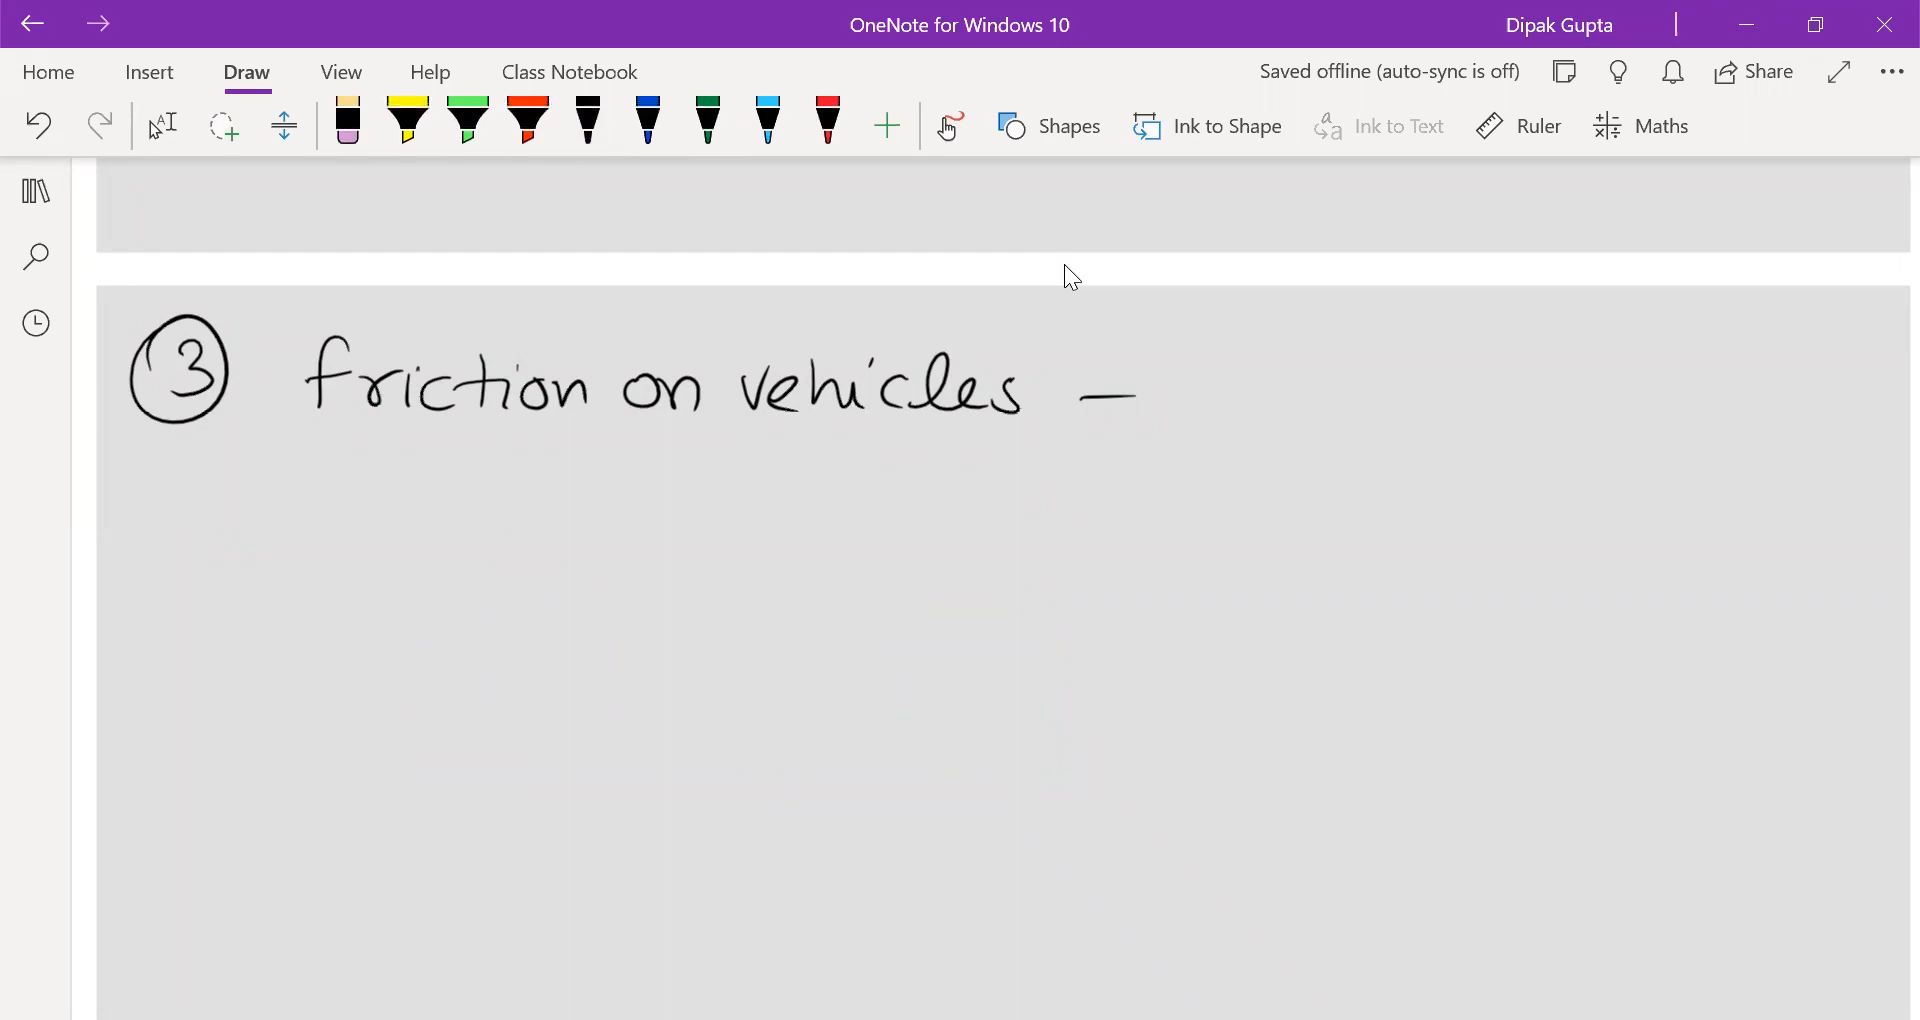 OneNote for Windows 10
Dipak Gupta
Home Insert Draw View Help Class Notebook
Saved offline (auto-sync is off) Share
Shapes Ink to Shape Ink to Text Ruler Maths
3 friction on vehicles —